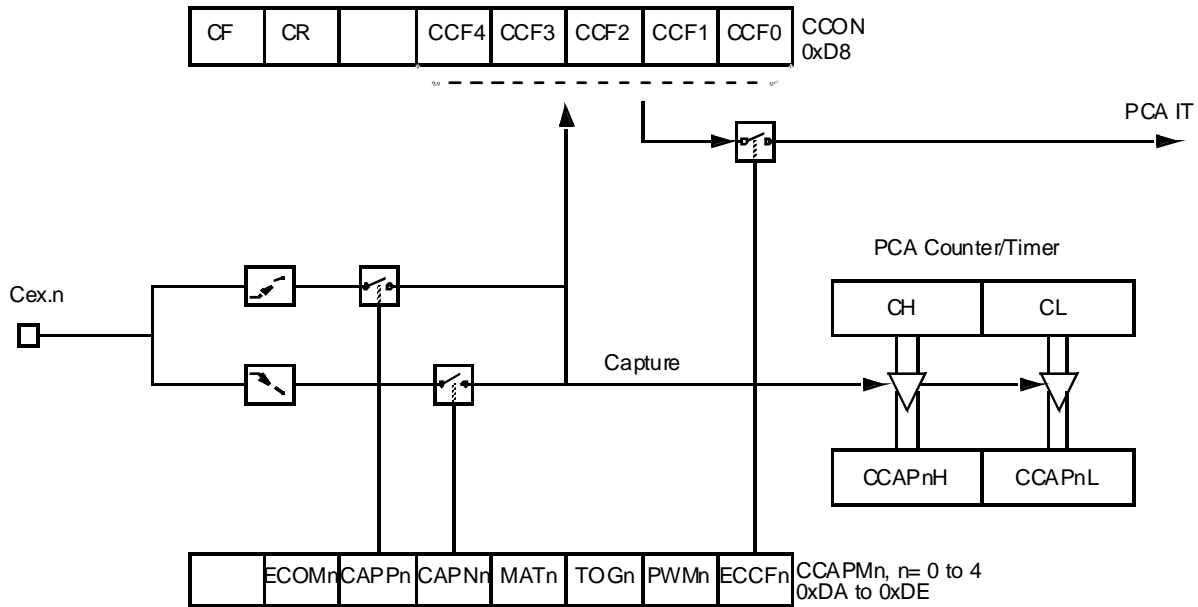 CF CR CCF4 CCF3 CCF2 CCF1 CCF0 CCON
0xD8
PCA IT
PCA Counter/Timer
Cex.n
CH CL
Capture
CCAPnH CCAPnL
ECOMn CAPPn CAPNn MATn TOGn PWMn ECCFn CCAPMn, n= 0 to 4
0xDA to 0xDE